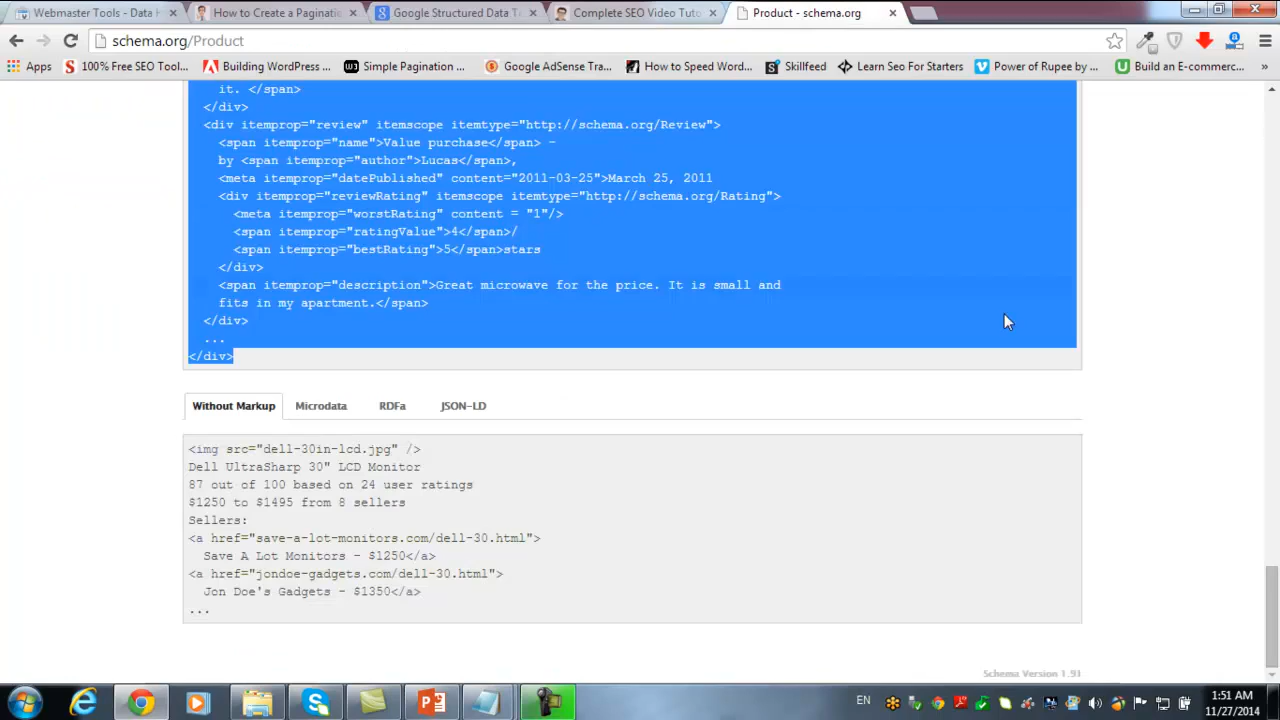 Webmaster Tools - Data H
How to Create a Paginatio
Google Structured Data T
Complete SEO Video Tuto
Product - schema.org
schema.org/Product
Apps
100% Free SEO Tool...
Building WordPress ...
Simple Pagination ...
Google AdSense Tra...
How to Speed Word...
Skillfeed
Learn Seo For Starters
Power of Rupee by ...
Build an E-commerc...
»
it. </span>
</div>
<div itemprop="review" itemscope itemtype="http://schema.org/Review">
<span itemprop="name">Value purchase</span> -
by <span itemprop="author">Lucas</span>,
<meta itemprop="datePublished" content="2011-03-25">March 25, 2011
<div itemprop="reviewRating" itemscope itemtype="http://schema.org/Rating">
<meta itemprop="worstRating" content = "1"/>
<span itemprop="ratingValue">4</span>/
<span itemprop="bestRating">5</span>stars
</div>
<span itemprop="description">Great microwave for the price. It is small and
fits in my apartment.</span>
</div>
...
</div>
Without Markup
Microdata
RDFa
JSON-LD
<img src="dell-30in-lcd.jpg" />
Dell UltraSharp 30" LCD Monitor
87 out of 100 based on 24 user ratings
$1250 to $1495 from 8 sellers
Sellers:
<a href="save-a-lot-monitors.com/dell-30.html">
Save A Lot Monitors - $1250</a>
<a href="jondoe-gadgets.com/dell-30.html">
Jon Doe's Gadgets - $1350</a>
...
Schema Version 1.91
EN
1:51 AM
11/27/2014